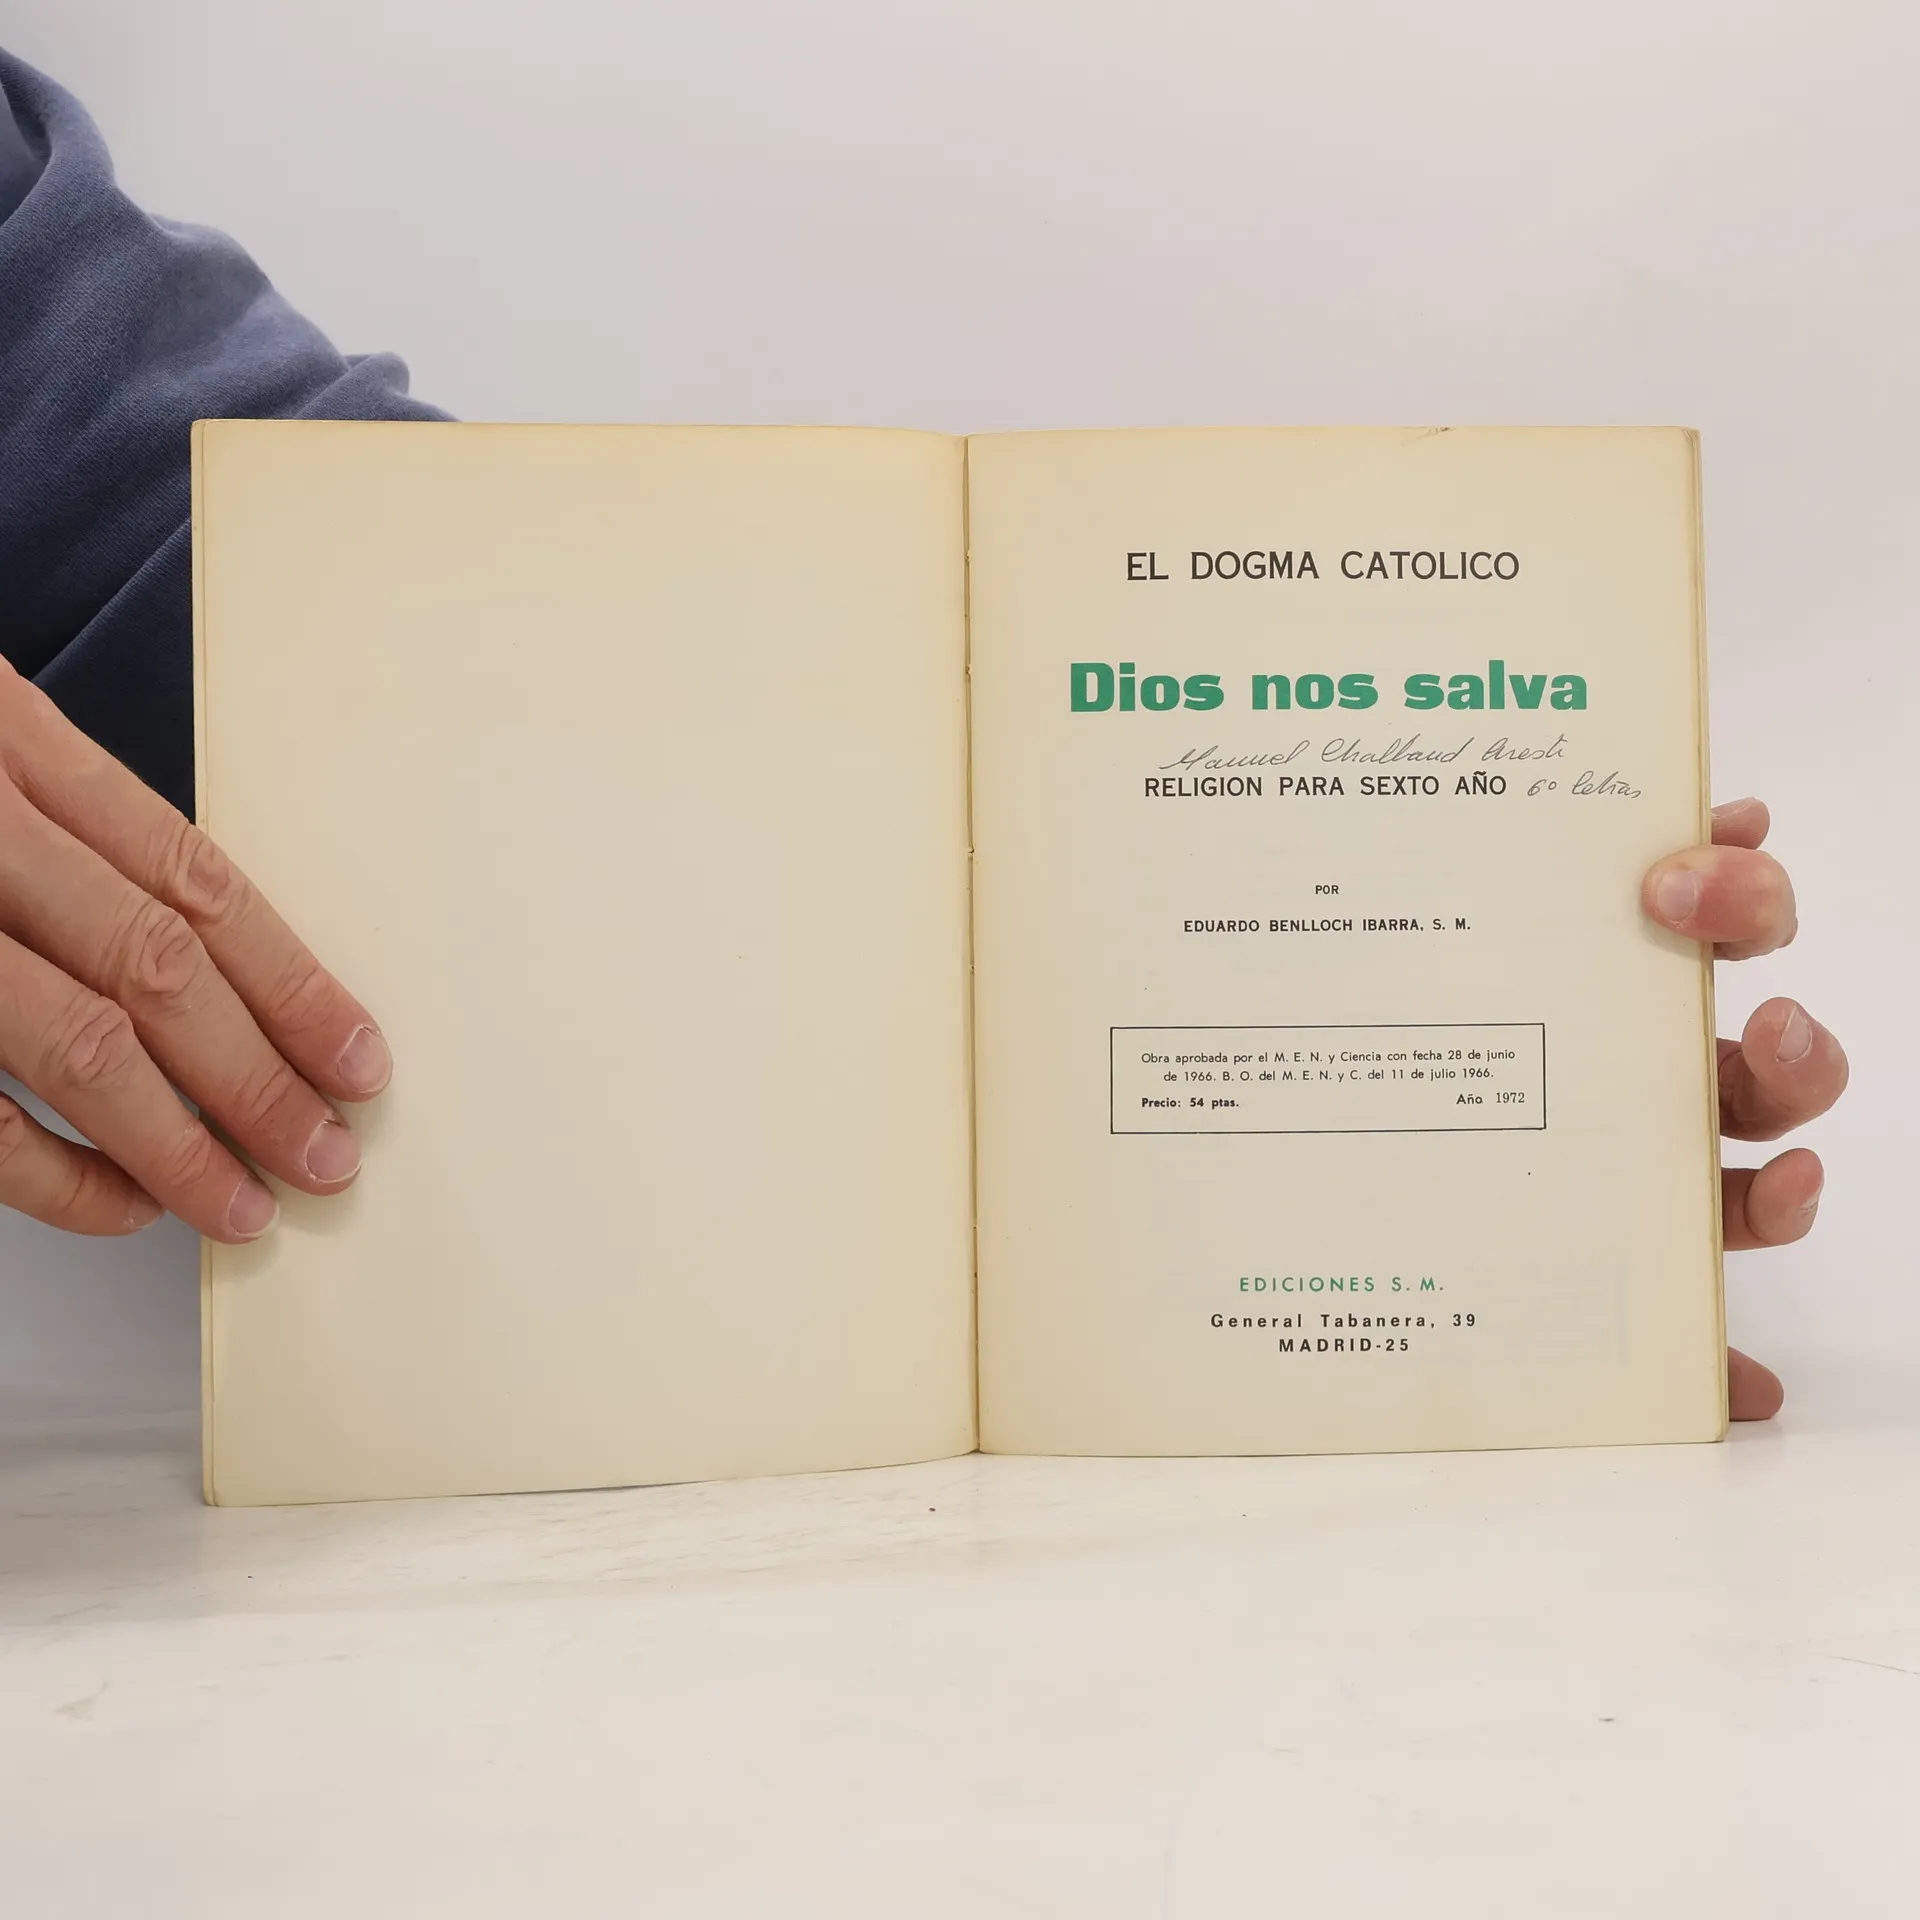 EL DOGMA CATOLICO
Dios nos salva
Manuel Chalbaud Aresti
RELIGION PARA SEXTO AÑO 6º letras
POR
EDUARDO BENLLOCH IBARRA, S. M.
Obra aprobada por el M. E. N. y Ciencia con fecha 28 de junio
de 1966. B. O. del M. E. N. y C. del 11 de julio 1966.
Precio: 54 ptas. Año 1972
EDICIONES S. M.
General Tabanera, 39
MADRID-25